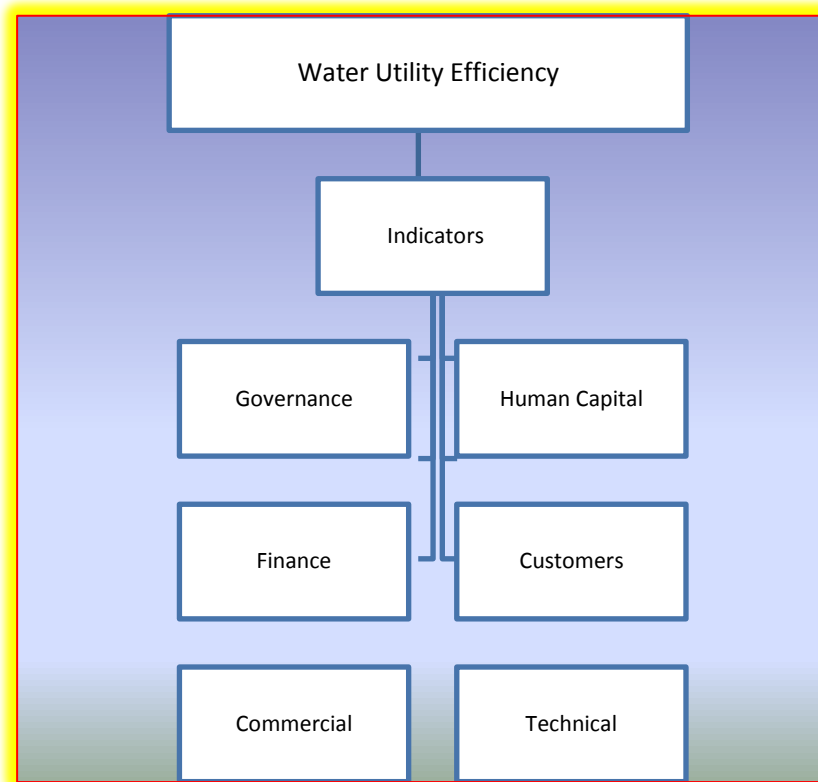 Water Utility Efficiency
Indicators
Governance
Human Capital
Finance
Customers
Commercial
Technical